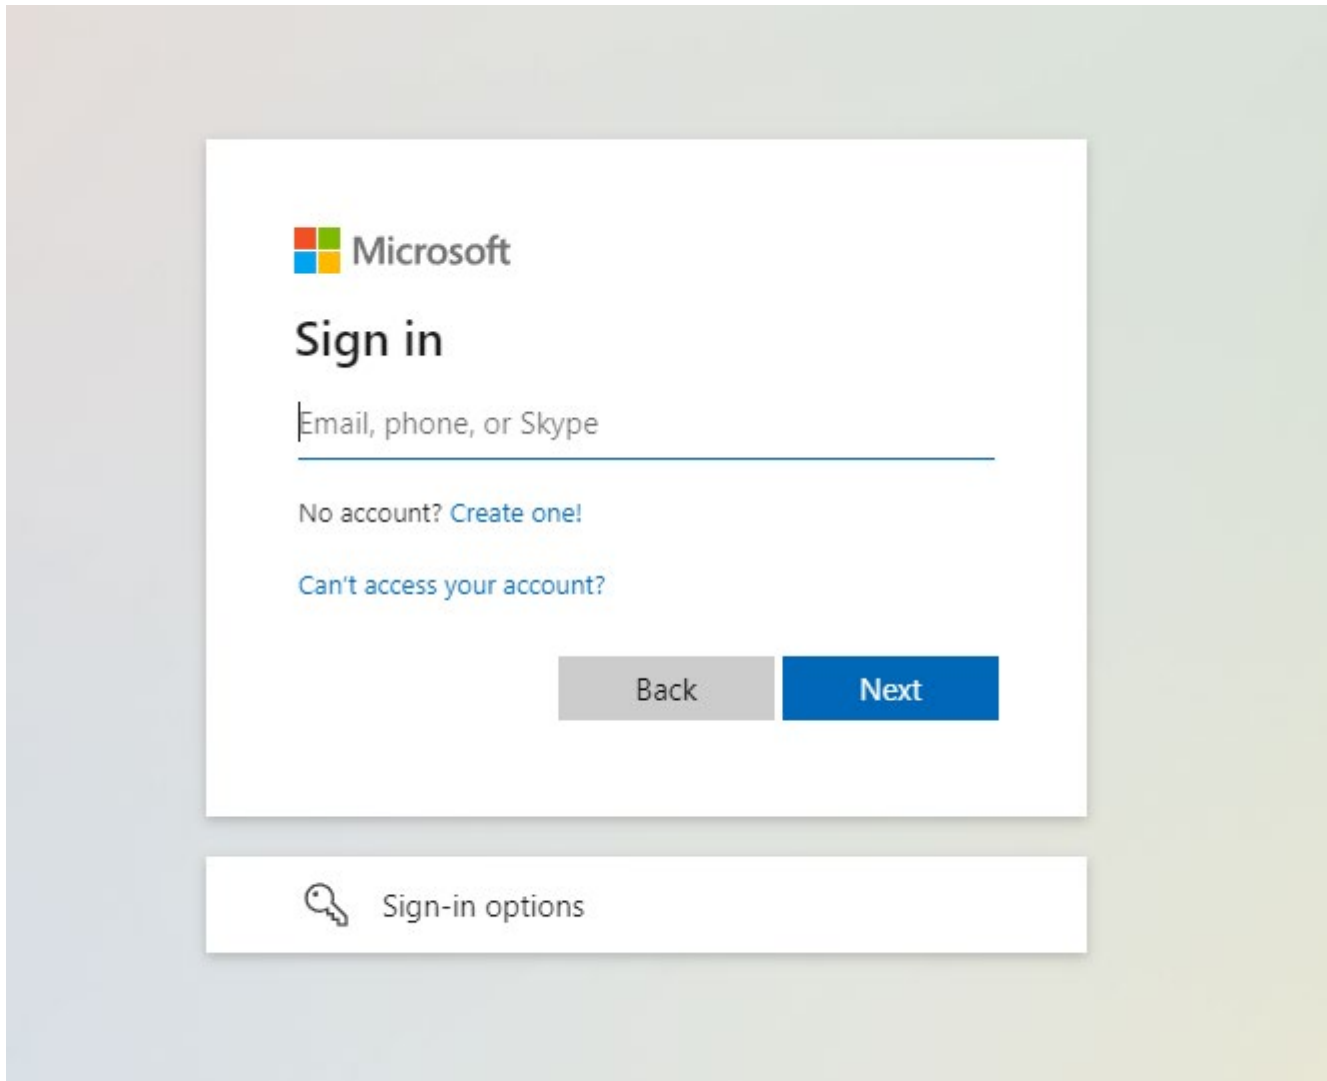 Microsoft
Sign in
Email, phone, or Skype
No account? Create one!
Can't access your account?
Back Next
Sign-in options